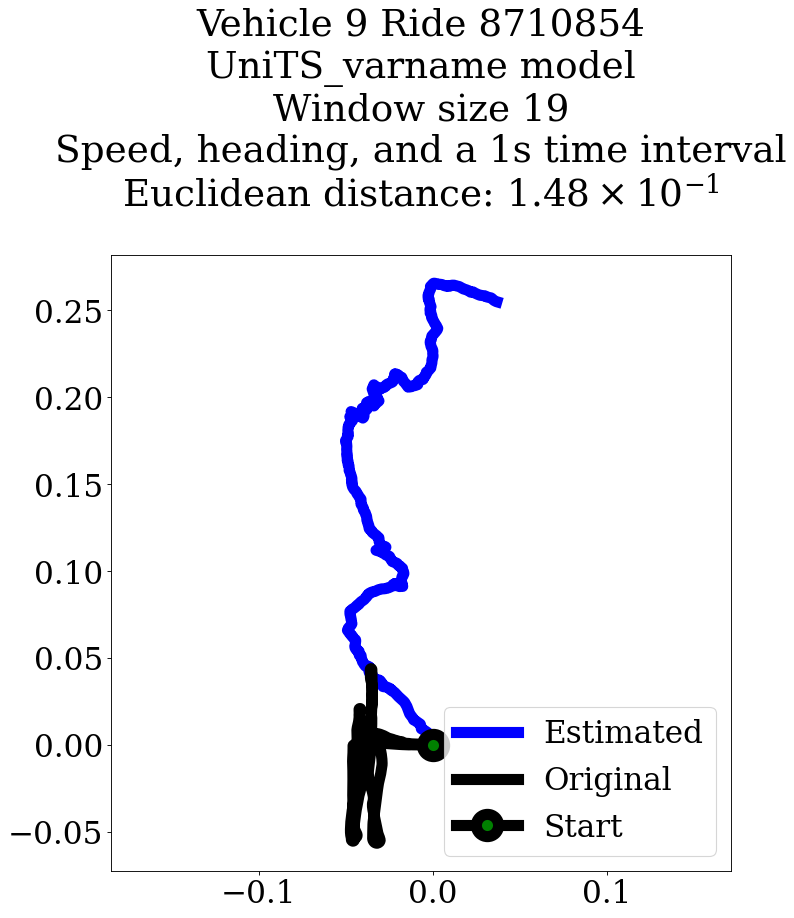 Vehicle 9 Ride 8710854
UniTS_varname model
Window size 19
Speed, heading, and a 1s time interval
Euclidean distance: 1.48 × 10⁻¹
0.25
0.20
0.15
0.10
0.05
0.00
−0.05
−0.1
0.0
0.1
Estimated
Original
Start